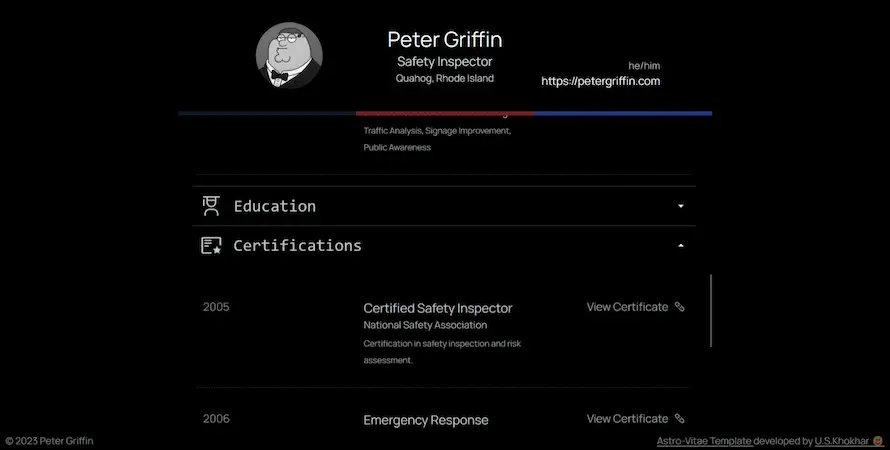 Peter Griffin
Safety Inspector
Quahog, Rhode Island
he/him
https://petergriffin.com
Traffic Analysis, Signage Improvement,
Public Awareness
Education
Certifications
2005
Certified Safety Inspector
View Certificate
National Safety Association
Certification in safety inspection and risk
assessment.
2006
Emergency Response
View Certificate
© 2023 Peter Griffin
Astro-Vitae Template developed by U.S.Khokhar